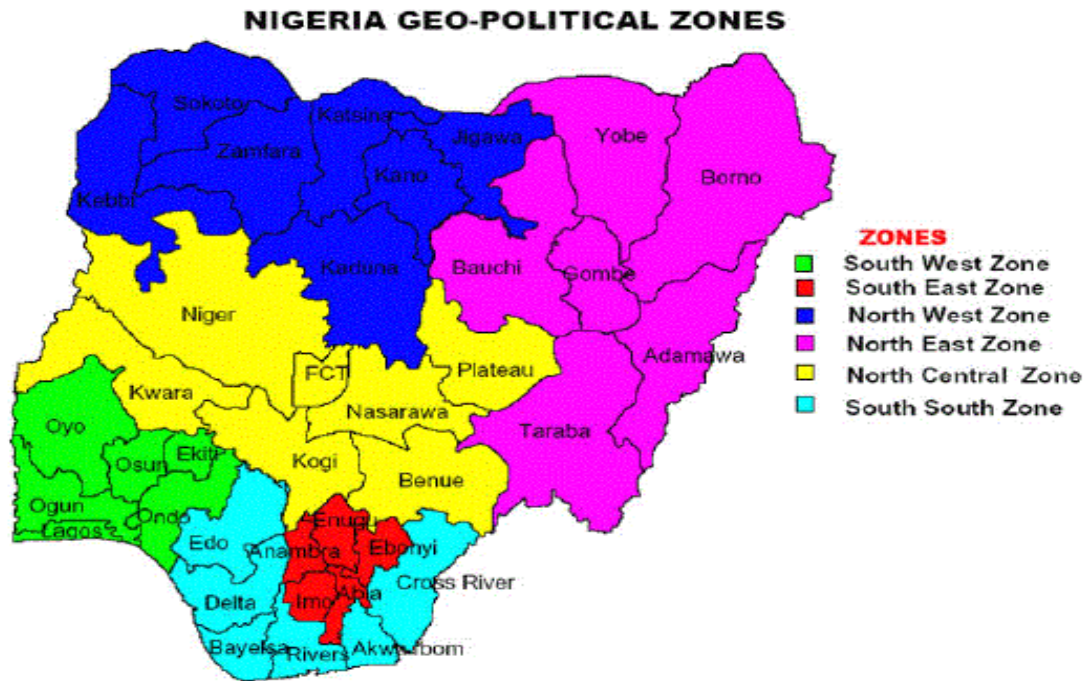 NIGERIA GEO-POLITICAL ZONES
Sokoto
Katsina
Jigawa
Yobe
Zamfara
Kano
Borno
Kebbi
Kaduna
Bauchi
Gombe
Niger
Adamawa
FCT
Plateau
Kwara
Nasarawa
Oyo
Taraba
Osun
Ekiti
Kogi
Benue
Ogun
Ondo
Lagos
Enugu
Edo
Anambra
Ebonyi
Cross River
Delta
Imo
Abia
Bayelsa
Rivers
Akwa Ibom
ZONES
South West Zone
South East Zone
North West Zone
North East Zone
North Central Zone
South South Zone